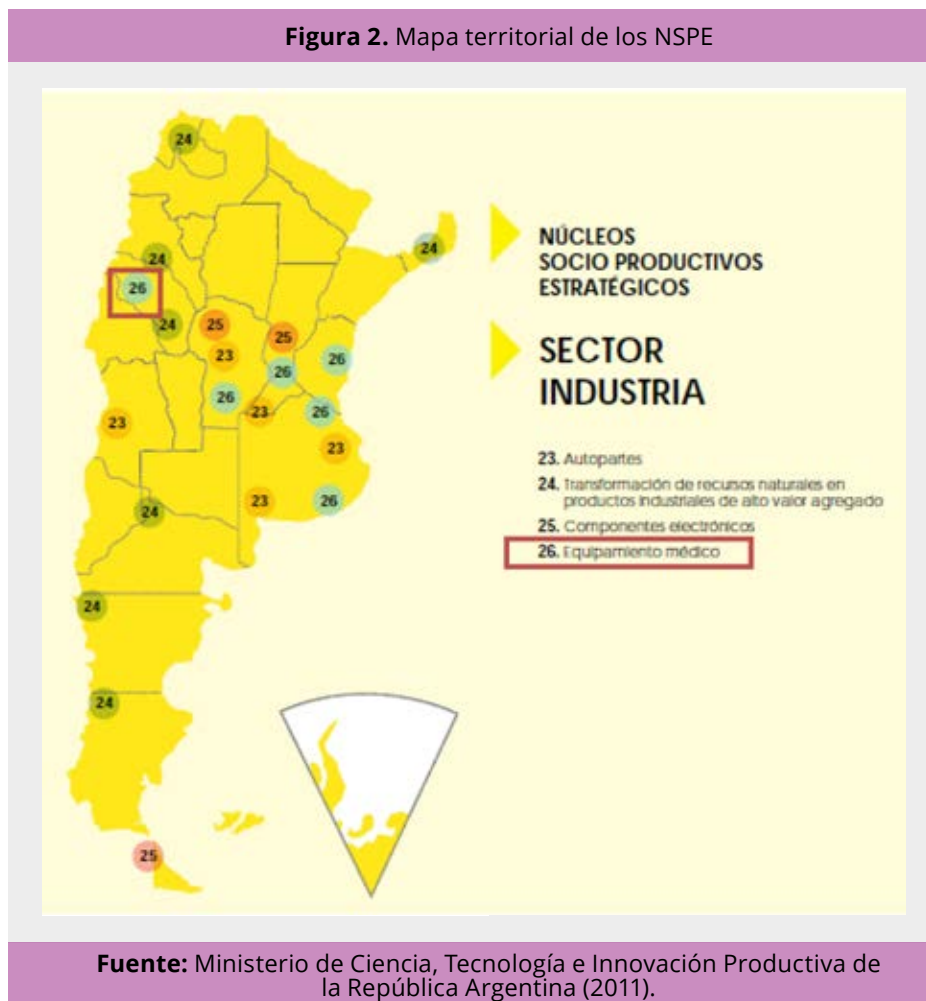 Figura 2. Mapa territorial de los NSPE
24
24
24
26
24
25
25
23
26
26
26
23
26
23
23
24
23
26
24
24
25
NÚCLEOS
SOCIO PRODUCTIVOS
ESTRATÉGICOS
SECTOR
INDUSTRIA
23. Autopartes
24. Transformación de recursos naturales en
productos industriales de alto valor agregado
25. Componentes electrónicos
26. Equipamiento médico
Fuente: Ministerio de Ciencia, Tecnología e Innovación Productiva de
la República Argentina (2011).